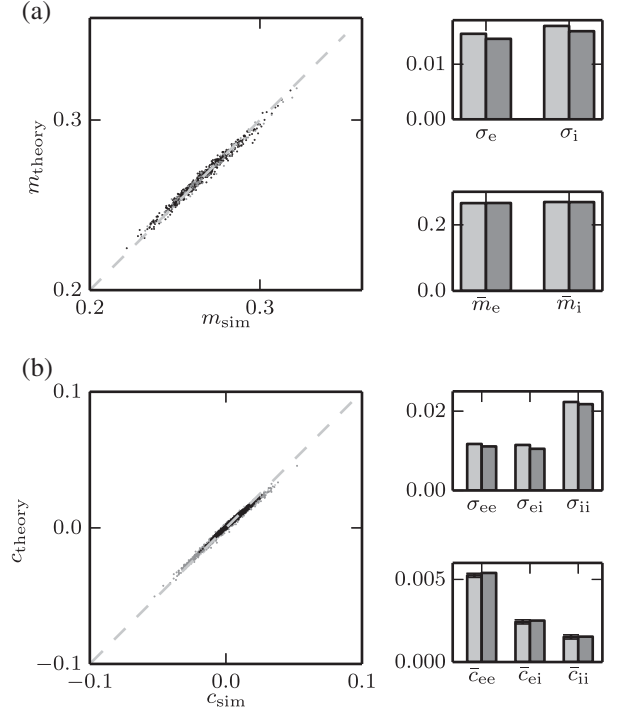 (a)
m_theory
0.3
0.2
0.2
0.3
m_sim
0.01
0.00
σ_e
σ_i
0.2
0.0
m̄_e
m̄_i
(b)
c_theory
0.1
0.0
−0.1
−0.1
0.0
0.1
c_sim
0.02
0.00
σ_ee
σ_ei
σ_ii
0.005
0.000
c̄_ee
c̄_ei
c̄_ii